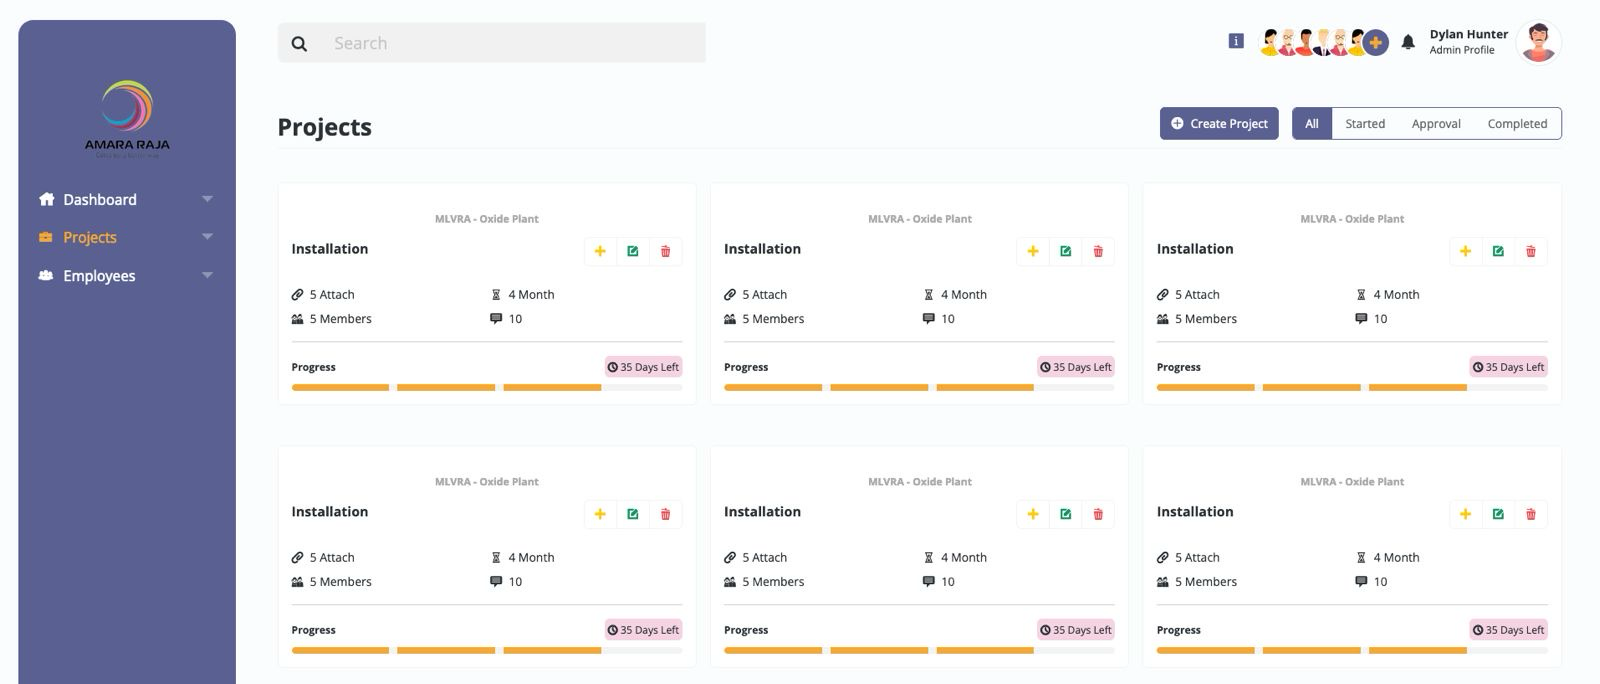 Search
i
Dylan Hunter
Admin Profile
AMARA RAJA
Dashboard
Projects
Employees
Projects
Create Project
All
Started
Approval
Completed
MLVRA - Oxide Plant
Installation
5 Attach
4 Month
5 Members
10
Progress
35 Days Left
MLVRA - Oxide Plant
Installation
5 Attach
4 Month
5 Members
10
Progress
35 Days Left
MLVRA - Oxide Plant
Installation
5 Attach
4 Month
5 Members
10
Progress
35 Days Left
MLVRA - Oxide Plant
Installation
5 Attach
4 Month
5 Members
10
Progress
35 Days Left
MLVRA - Oxide Plant
Installation
5 Attach
4 Month
5 Members
10
Progress
35 Days Left
MLVRA - Oxide Plant
Installation
5 Attach
4 Month
5 Members
10
Progress
35 Days Left